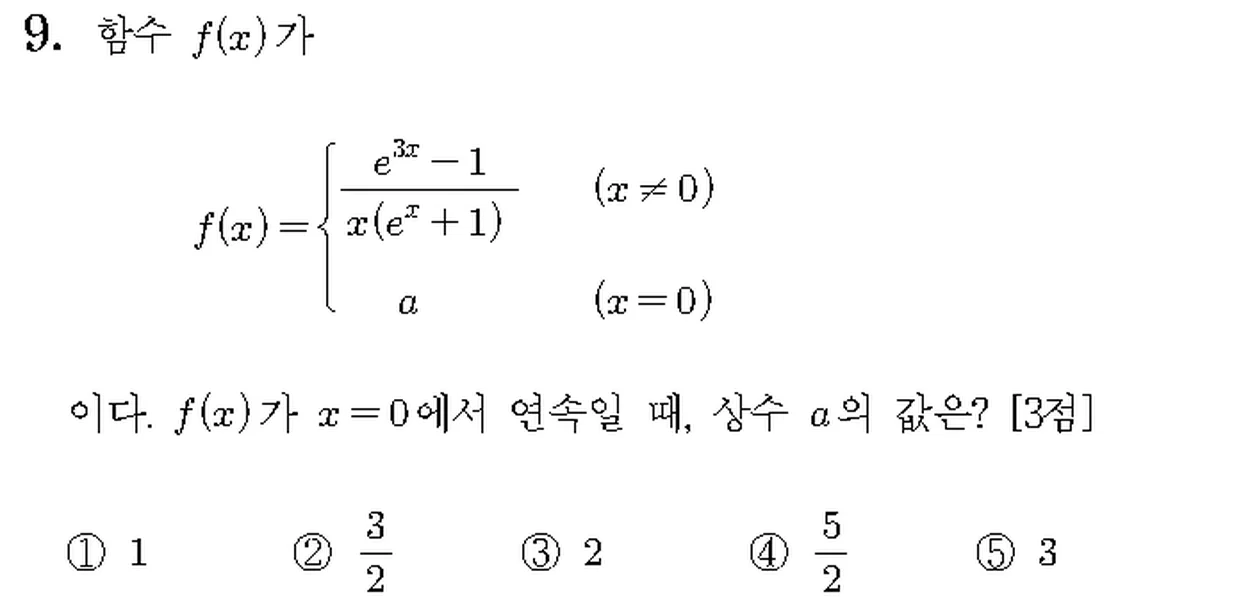 9. 함수 f(x)가
f(x) = { (e^{3x} - 1) / (x(e^x + 1)) (x ≠ 0)
a (x = 0)
이다. f(x)가 x = 0에서 연속일 때, 상수 a의 값은? [3점]
① 1 ② 3/2 ③ 2 ④ 5/2 ⑤ 3